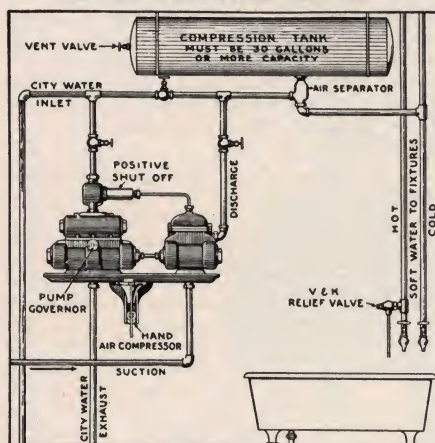 COMPRESSION TANK
MUST BE 30 GALLONS
OR MORE CAPACITY
VENT VALVE
CITY WATER
INLET
AIR SEPARATOR
POSITIVE
SHUT OFF
DISCHARGE
HOT
SOFT WATER TO FIXTURES
COLD
PUMP
GOVERNOR
HAND
AIR COMPRESSOR
V & K
RELIEF VALVE
SUCTION
CITY WATER
EXHAUST